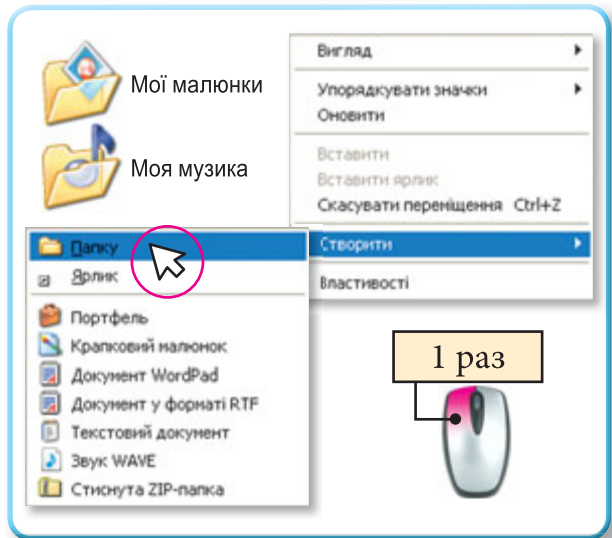 Мої малюнки
Моя музика
Вигляд
Упорядкувати значки
Оновити
Вставити
Вставити ярлик
Скасувати переміщення Ctrl+Z
Створити
Властивості
Папку
Ярлик
Портфель
Крапковий малюнок
Документ WordPad
Документ у форматі RTF
Текстовий документ
Звук WAVE
Стиснута ZIP-папка
1 раз